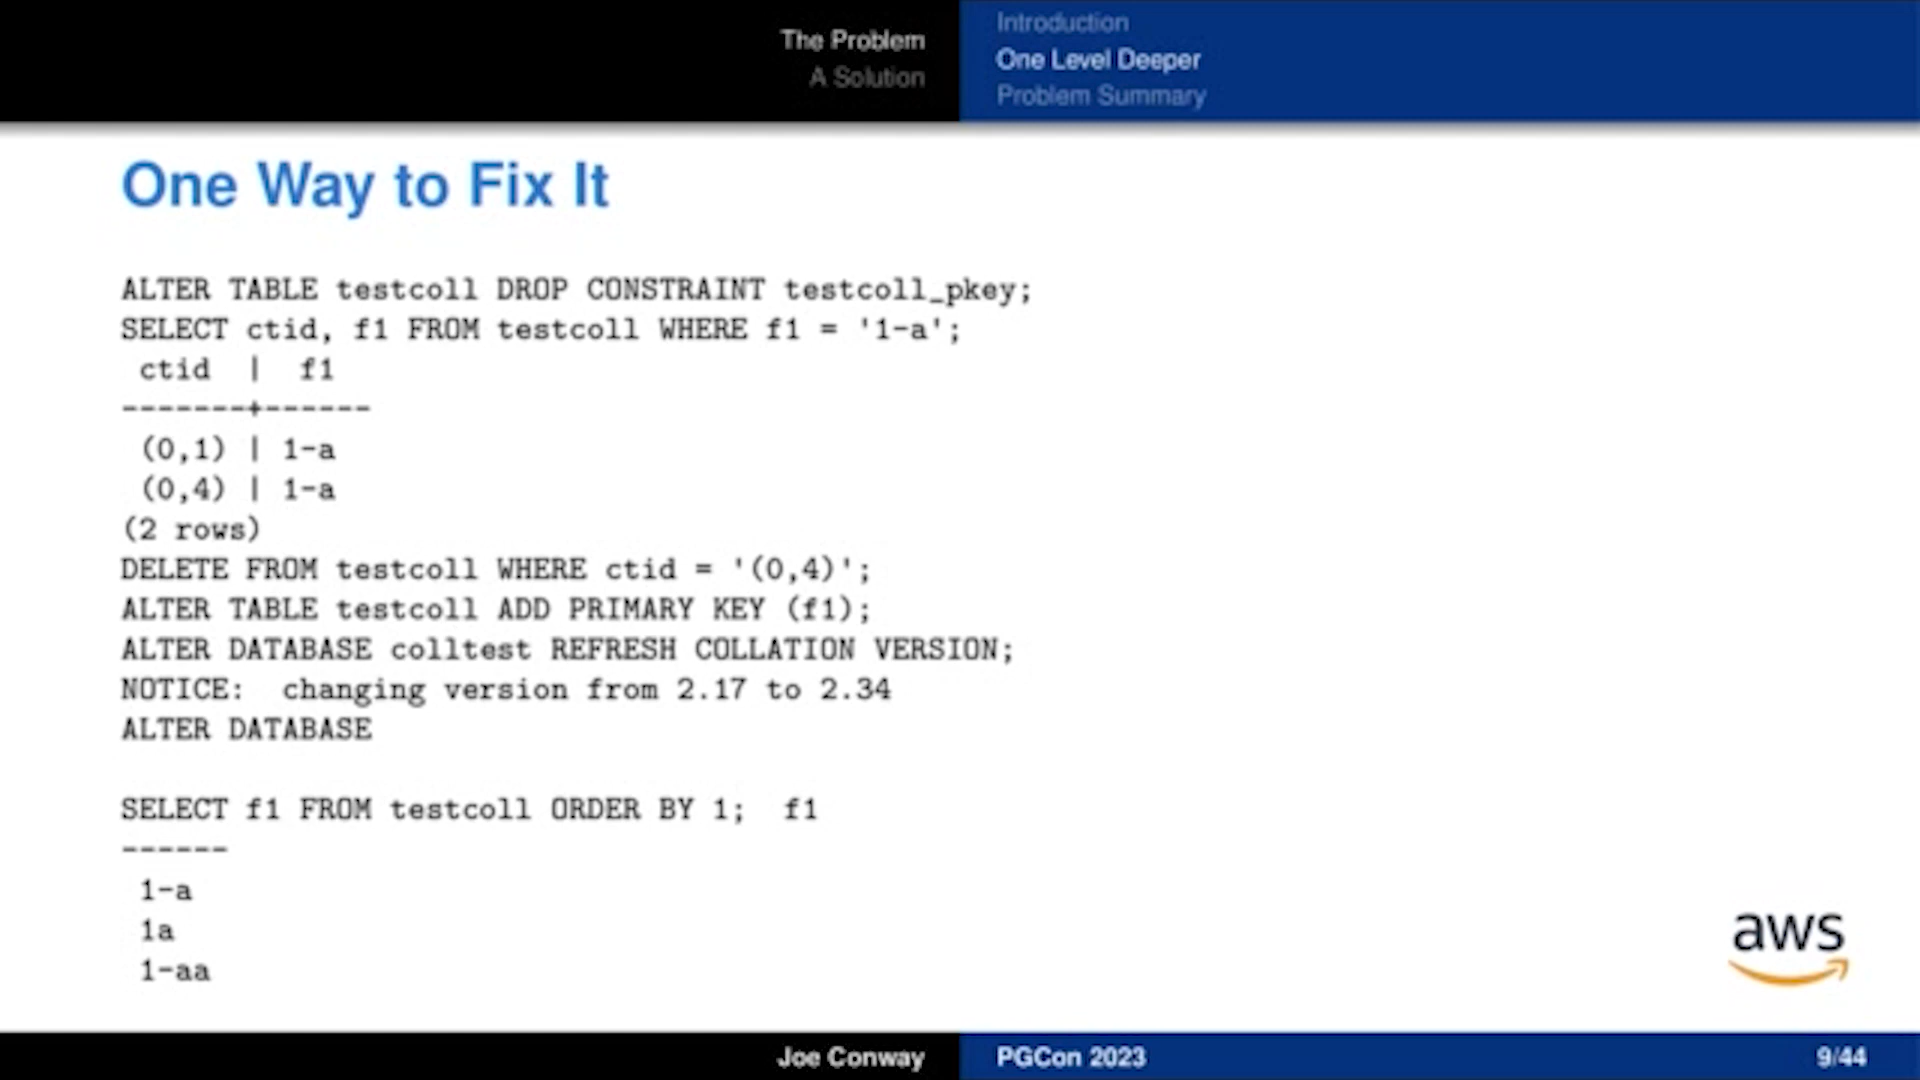 The Problem
A Solution
Introduction
One Level Deeper
Problem Summary
One Way to Fix It
ALTER TABLE testcoll DROP CONSTRAINT testcoll_pkey;
SELECT ctid, f1 FROM testcoll WHERE f1 = '1-a';
 ctid  |  f1
-------+------
 (0,1) | 1-a
 (0,4) | 1-a
(2 rows)
DELETE FROM testcoll WHERE ctid = '(0,4)';
ALTER TABLE testcoll ADD PRIMARY KEY (f1);
ALTER DATABASE colltest REFRESH COLLATION VERSION;
NOTICE:  changing version from 2.17 to 2.34
ALTER DATABASE
SELECT f1 FROM testcoll ORDER BY 1;  f1
------
 1-a
 1a
 1-aa
aws
Joe Conway
PGCon 2023
9/44